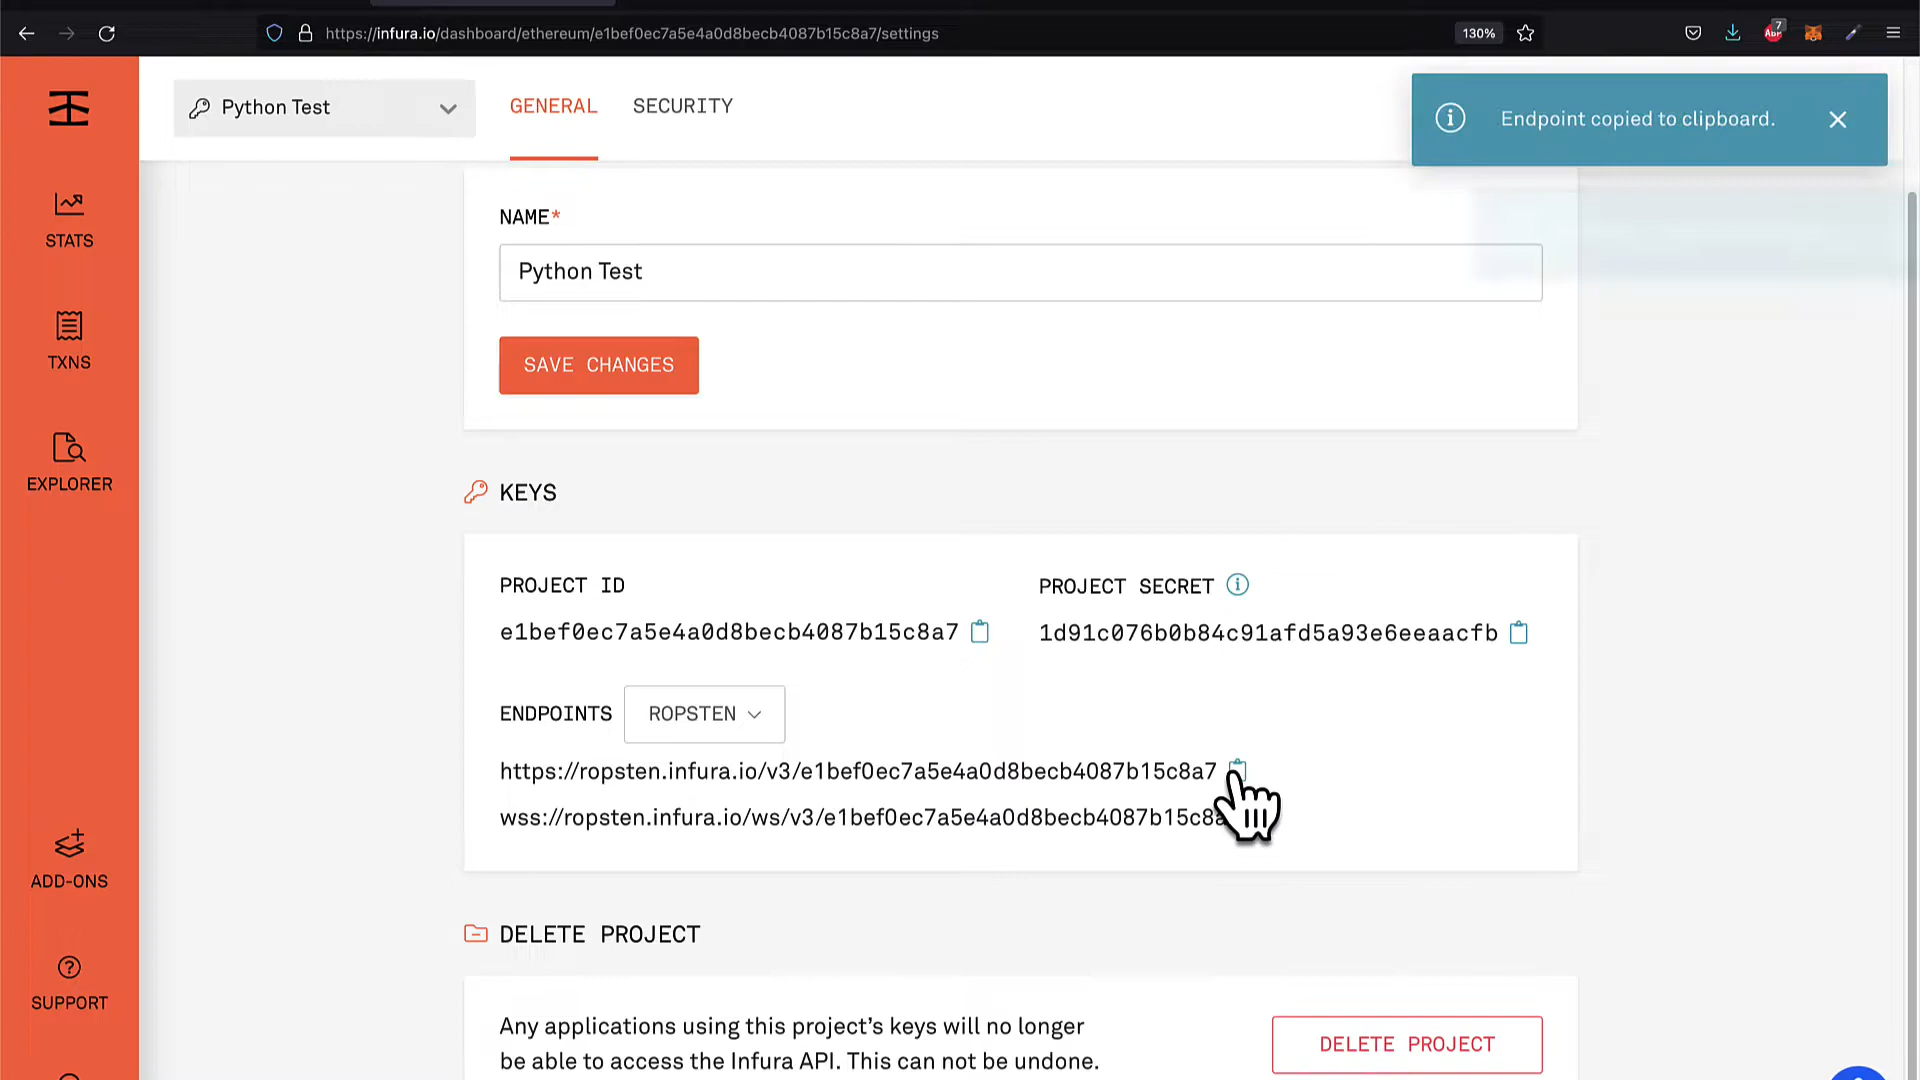 https://infura.io/dashboard/ethereum/e1bef0ec7a5e4a0d8becb4087b15c8a7/settings
130%
7
ABP
Python Test
GENERAL
SECURITY
Endpoint copied to clipboard.
STATS
TXNS
EXPLORER
ADD-ONS
SUPPORT
NAME*
Python Test
SAVE CHANGES
KEYS
PROJECT ID
PROJECT SECRET
e1bef0ec7a5e4a0d8becb4087b15c8a7
1d91c076b0b84c91afd5a93e6eeaacfb
ENDPOINTS
ROPSTEN
https://ropsten.infura.io/v3/e1bef0ec7a5e4a0d8becb4087b15c8a7
wss://ropsten.infura.io/ws/v3/e1bef0ec7a5e4a0d8becb4087b15c8a
DELETE PROJECT
Any applications using this project’s keys will no longer
be able to access the Infura API. This can not be undone.
DELETE PROJECT